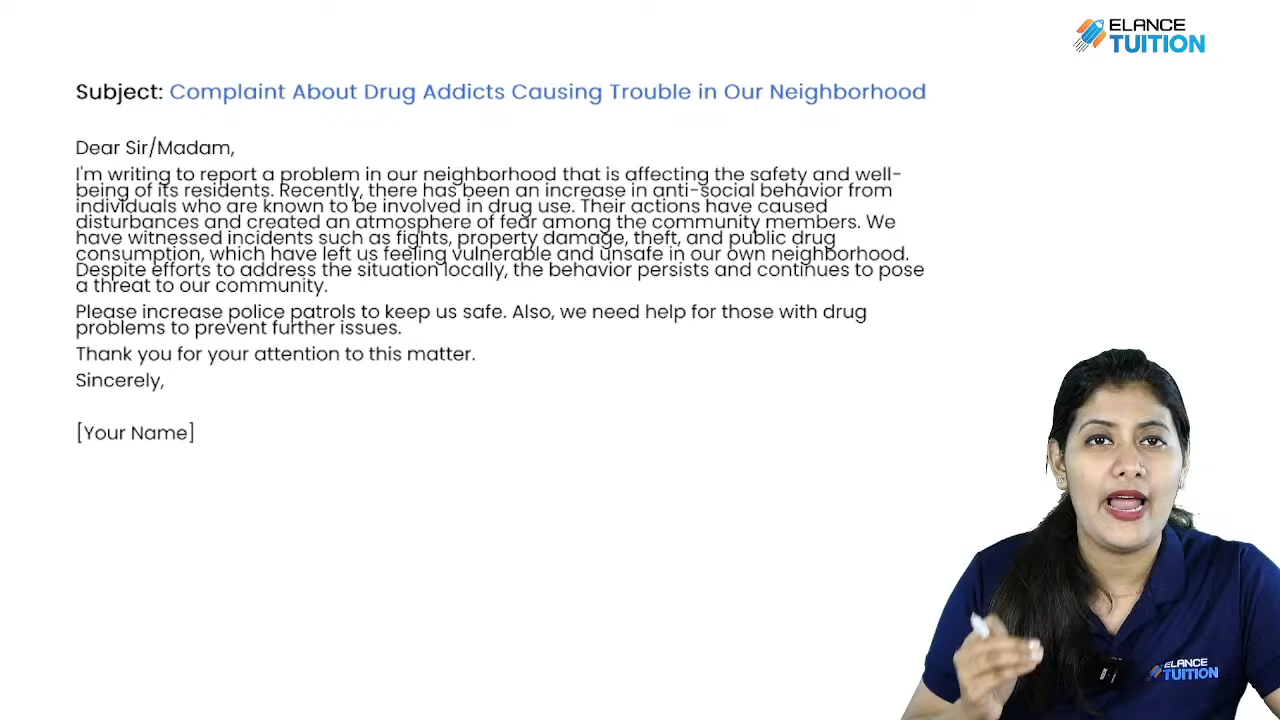 ELANCE
TUITION
Subject: Complaint About Drug Addicts Causing Trouble in Our Neighborhood
Dear Sir/Madam,
I'm writing to report a problem in our neighborhood that is affecting the safety and well-
being of its residents. Recently, there has been an increase in anti-social behavior from
individuals who are known to be involved in drug use. Their actions have caused
disturbances and created an atmosphere of fear among the community members. We
have witnessed incidents such as fights, property damage, theft, and public drug
consumption, which have left us feeling vulnerable and unsafe in our own neighborhood.
Despite efforts to address the situation locally, the behavior persists and continues to pose
a threat to our community.
Please increase police patrols to keep us safe. Also, we need help for those with drug
problems to prevent further issues.
Thank you for your attention to this matter.
Sincerely,
[Your Name]
ELANCE
TUITION